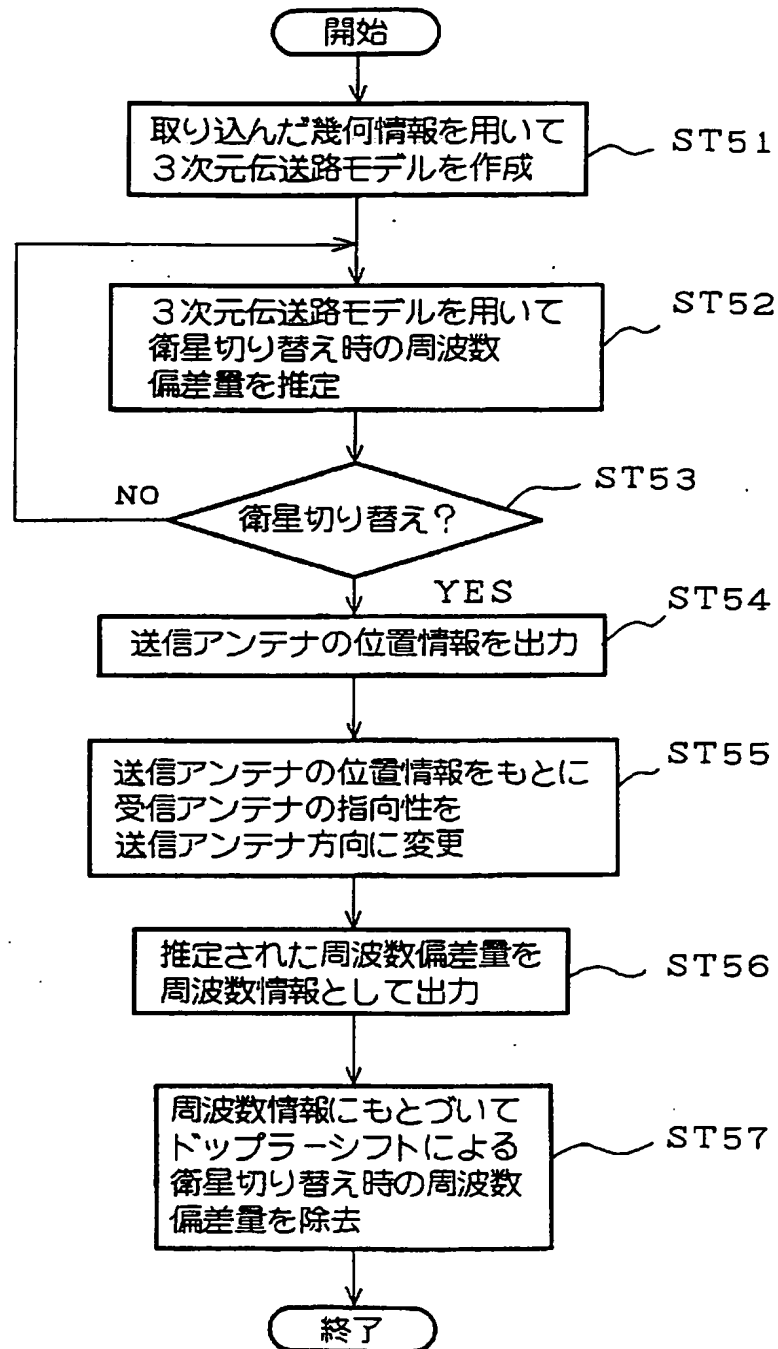 開始
取り込んだ幾何情報を用いて
3次元伝送路モデルを作成
ST51
3次元伝送路モデルを用いて
衛星切り替え時の周波数
偏差量を推定
ST52
衛星切り替え?
ST53
NO
YES
送信アンテナの位置情報を出力
ST54
送信アンテナの位置情報をもとに
受信アンテナの指向性を
送信アンテナ方向に変更
ST55
推定された周波数偏差量を
周波数情報として出力
ST56
周波数情報にもとづいて
ドップラーシフトによる
衛星切り替え時の周波数
偏差量を除去
ST57
終了